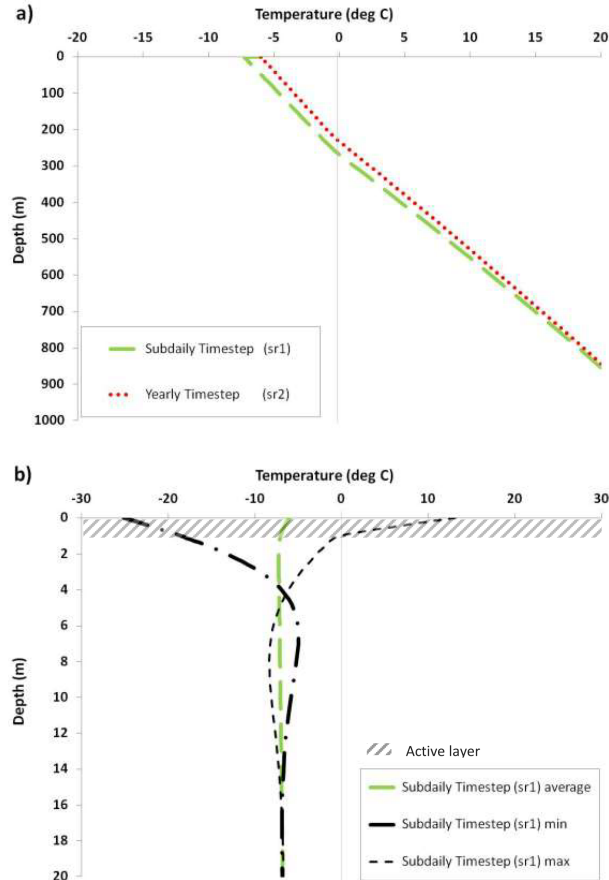 a)
Temperature (deg C)
-20 -15 -10 -5 0 5 10 15 20
0
100
200
300
400
500
600
700
800
900
1000
Depth (m)
Subdaily Timestep (sr1)
Yearly Timestep (sr2)
b)
Temperature (deg C)
-30 -20 -10 0 10 20 30
0
2
4
6
8
10
12
14
16
18
20
Depth (m)
Active layer
Subdaily Timestep (sr1) average
Subdaily Timestep (sr1) min
Subdaily Timestep (sr1) max